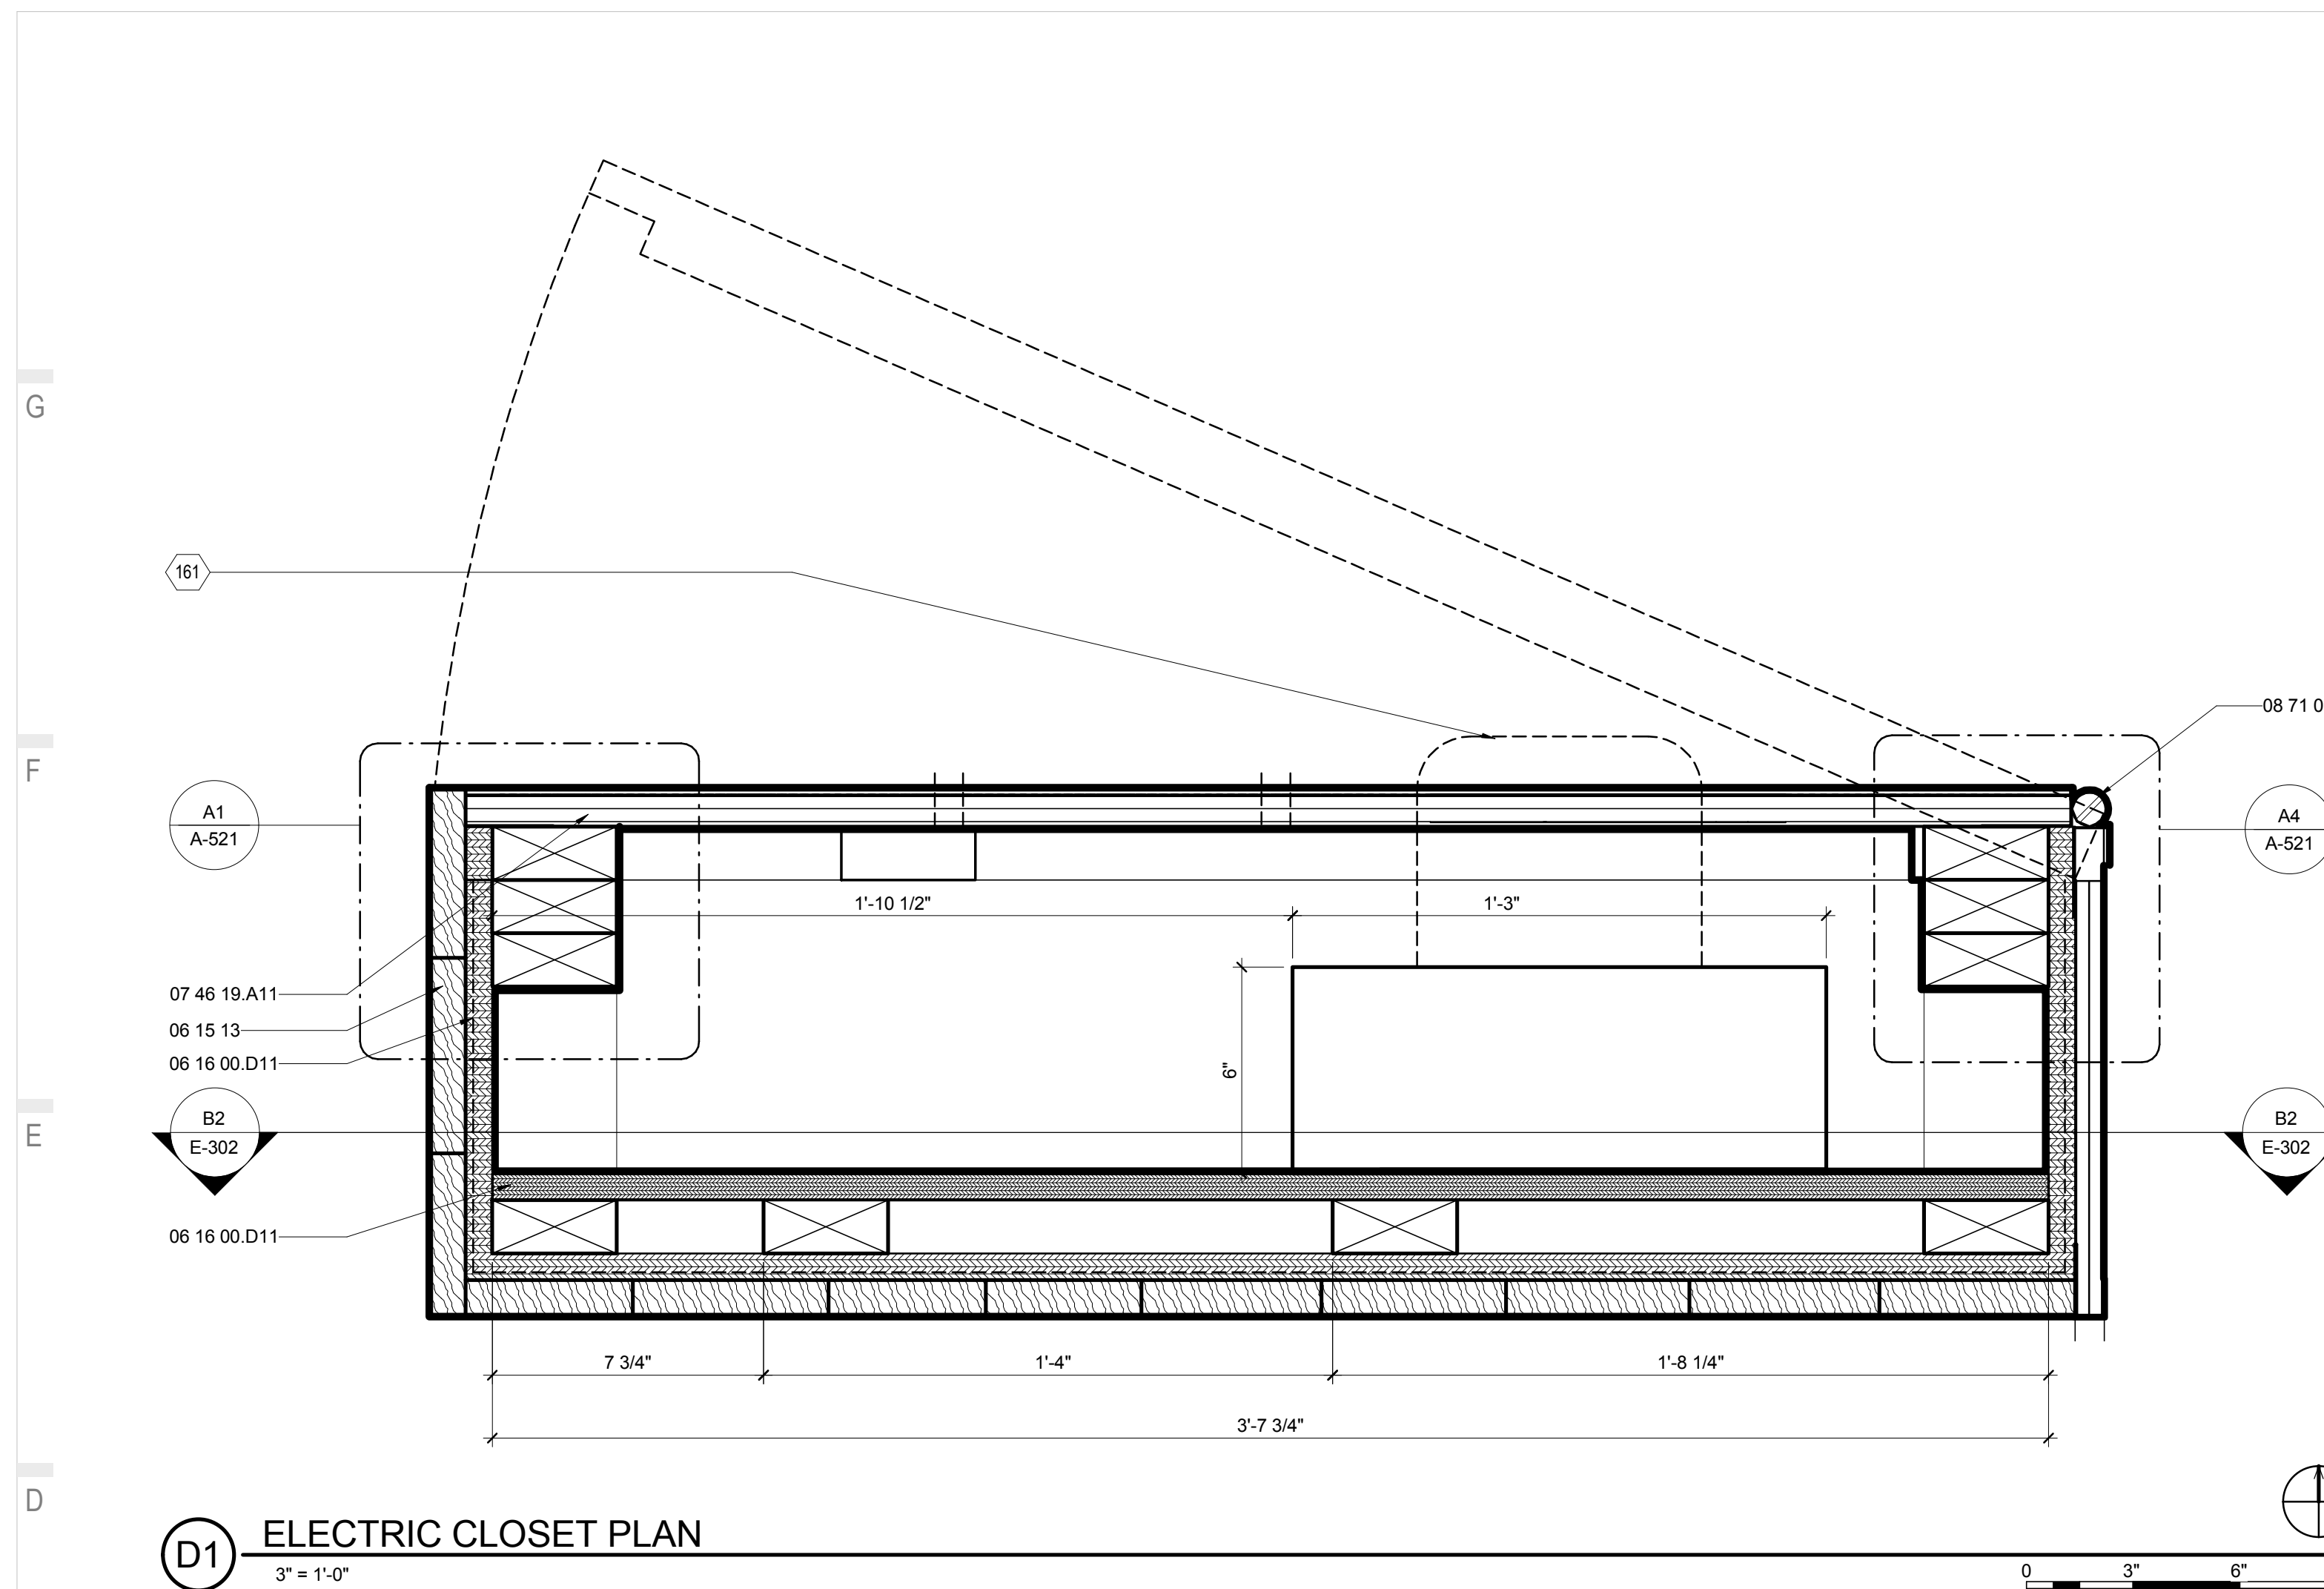 G
161
08 71 0
F
A1
A-521
A4
A-521
1'-10 1/2"
1'-3"
07 46 19.A11
06 15 13
06 16 00.D11
6"
E
B2
E-302
B2
E-302
06 16 00.D11
7 3/4"
1'-4"
1'-8 1/4"
3'-7 3/4"
D
D1
ELECTRIC CLOSET PLAN
3" = 1'-0"
0
3"
6"